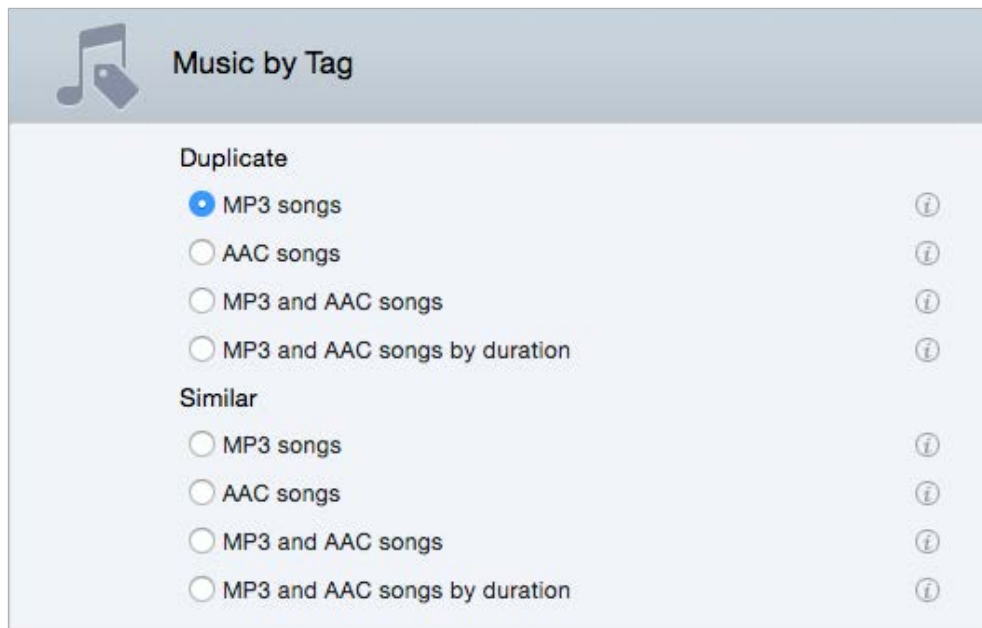 Music by Tag
Duplicate
MP3 songs
AAC songs
MP3 and AAC songs
MP3 and AAC songs by duration
Similar
MP3 songs
AAC songs
MP3 and AAC songs
MP3 and AAC songs by duration